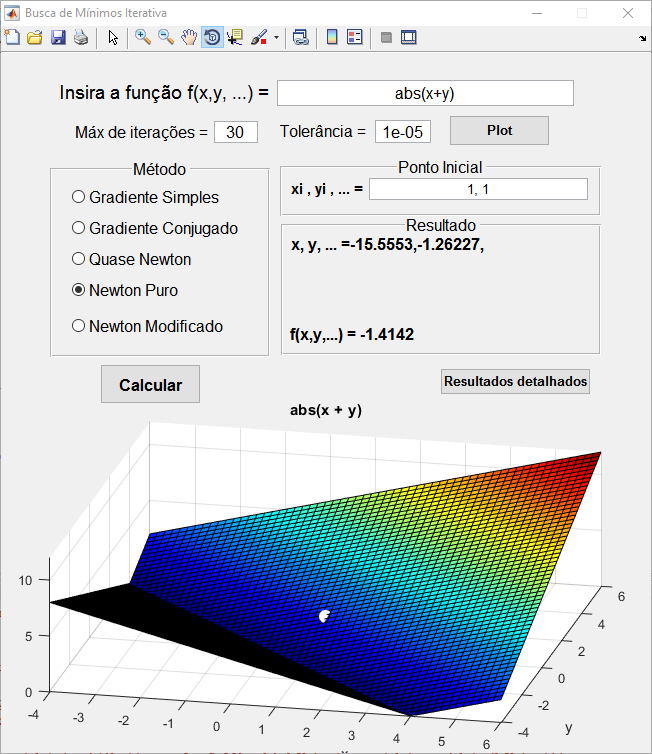 Busca de Mínimos Iterativa
Insira a função f(x,y, ...) = abs(x+y)
Máx de iterações = 30 Tolerância = 1e-05 Plot
Método
Gradiente Simples
Gradiente Conjugado
Quase Newton
Newton Puro
Newton Modificado
Ponto Inicial
xi , yi , ... = 1, 1
Resultado
x, y, ... =-15.5553,-1.26227,
f(x,y,...) = -1.4142
Calcular
Resultados detalhados
abs(x + y)
10
5
0
-4 -3 -2 -1 0 1 2 3 4 5 6
6
4
2
0
-2
-4
y